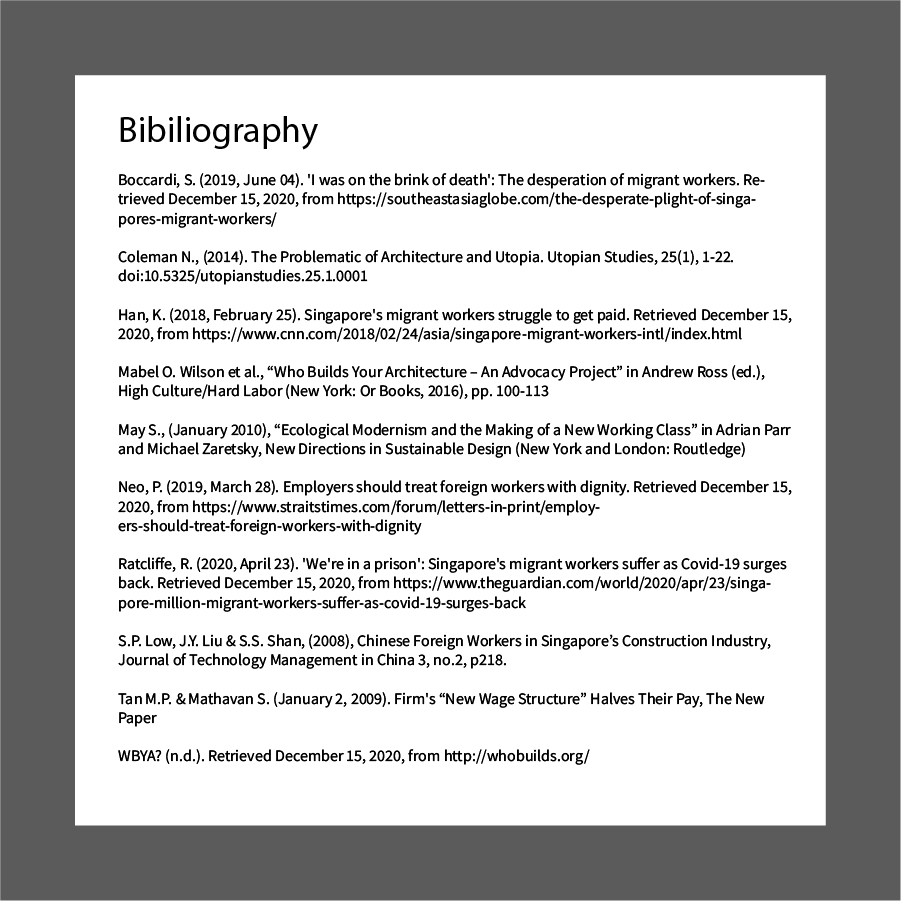 Bibiliography
Boccardi, S. (2019, June 04). 'I was on the brink of death': The desperation of migrant workers. Re-
trieved December 15, 2020, from https://southeastasiaglobe.com/the-desperate-plight-of-singa-
pores-migrant-workers/
Coleman N., (2014). The Problematic of Architecture and Utopia. Utopian Studies, 25(1), 1-22.
doi:10.5325/utopianstudies.25.1.0001
Han, K. (2018, February 25). Singapore's migrant workers struggle to get paid. Retrieved December 15,
2020, from https://www.cnn.com/2018/02/24/asia/singapore-migrant-workers-intl/index.html
Mabel O. Wilson et al., “Who Builds Your Architecture – An Advocacy Project” in Andrew Ross (ed.),
High Culture/Hard Labor (New York: Or Books, 2016), pp. 100-113
May S., (January 2010), “Ecological Modernism and the Making of a New Working Class” in Adrian Parr
and Michael Zaretsky, New Directions in Sustainable Design (New York and London: Routledge)
Neo, P. (2019, March 28). Employers should treat foreign workers with dignity. Retrieved December 15,
2020, from https://www.straitstimes.com/forum/letters-in-print/employ-
ers-should-treat-foreign-workers-with-dignity
Ratcliffe, R. (2020, April 23). 'We're in a prison': Singapore's migrant workers suffer as Covid-19 surges
back. Retrieved December 15, 2020, from https://www.theguardian.com/world/2020/apr/23/singa-
pore-million-migrant-workers-suffer-as-covid-19-surges-back
S.P. Low, J.Y. Liu & S.S. Shan, (2008), Chinese Foreign Workers in Singapore’s Construction Industry,
Journal of Technology Management in China 3, no.2, p218.
Tan M.P. & Mathavan S. (January 2, 2009). Firm's “New Wage Structure” Halves Their Pay, The New
Paper
WBYA? (n.d.). Retrieved December 15, 2020, from http://whobuilds.org/